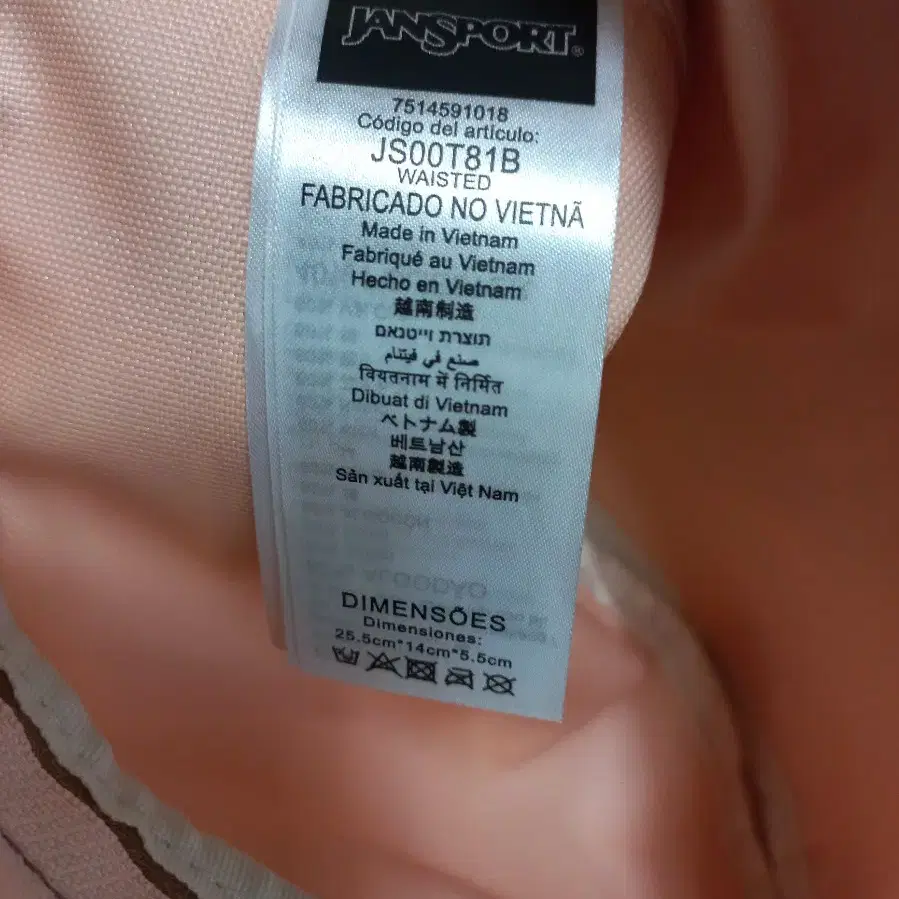 JANSPORT®
7514591018
Código del artículo:
JS00T81B
WAISTED
FABRICADO NO VIETNÃ
Made in Vietnam
Fabriqué au Vietnam
Hecho en Vietnam
越南制造
תוצרת וייטנאם
صنع في فيتنام
वियतनाम में निर्मित
Dibuat di Vietnam
ベトナム製
베트남산
越南製造
Sản xuất tại Việt Nam
DIMENSÕES
Dimensiones:
25.5cm*14cm*5.5cm